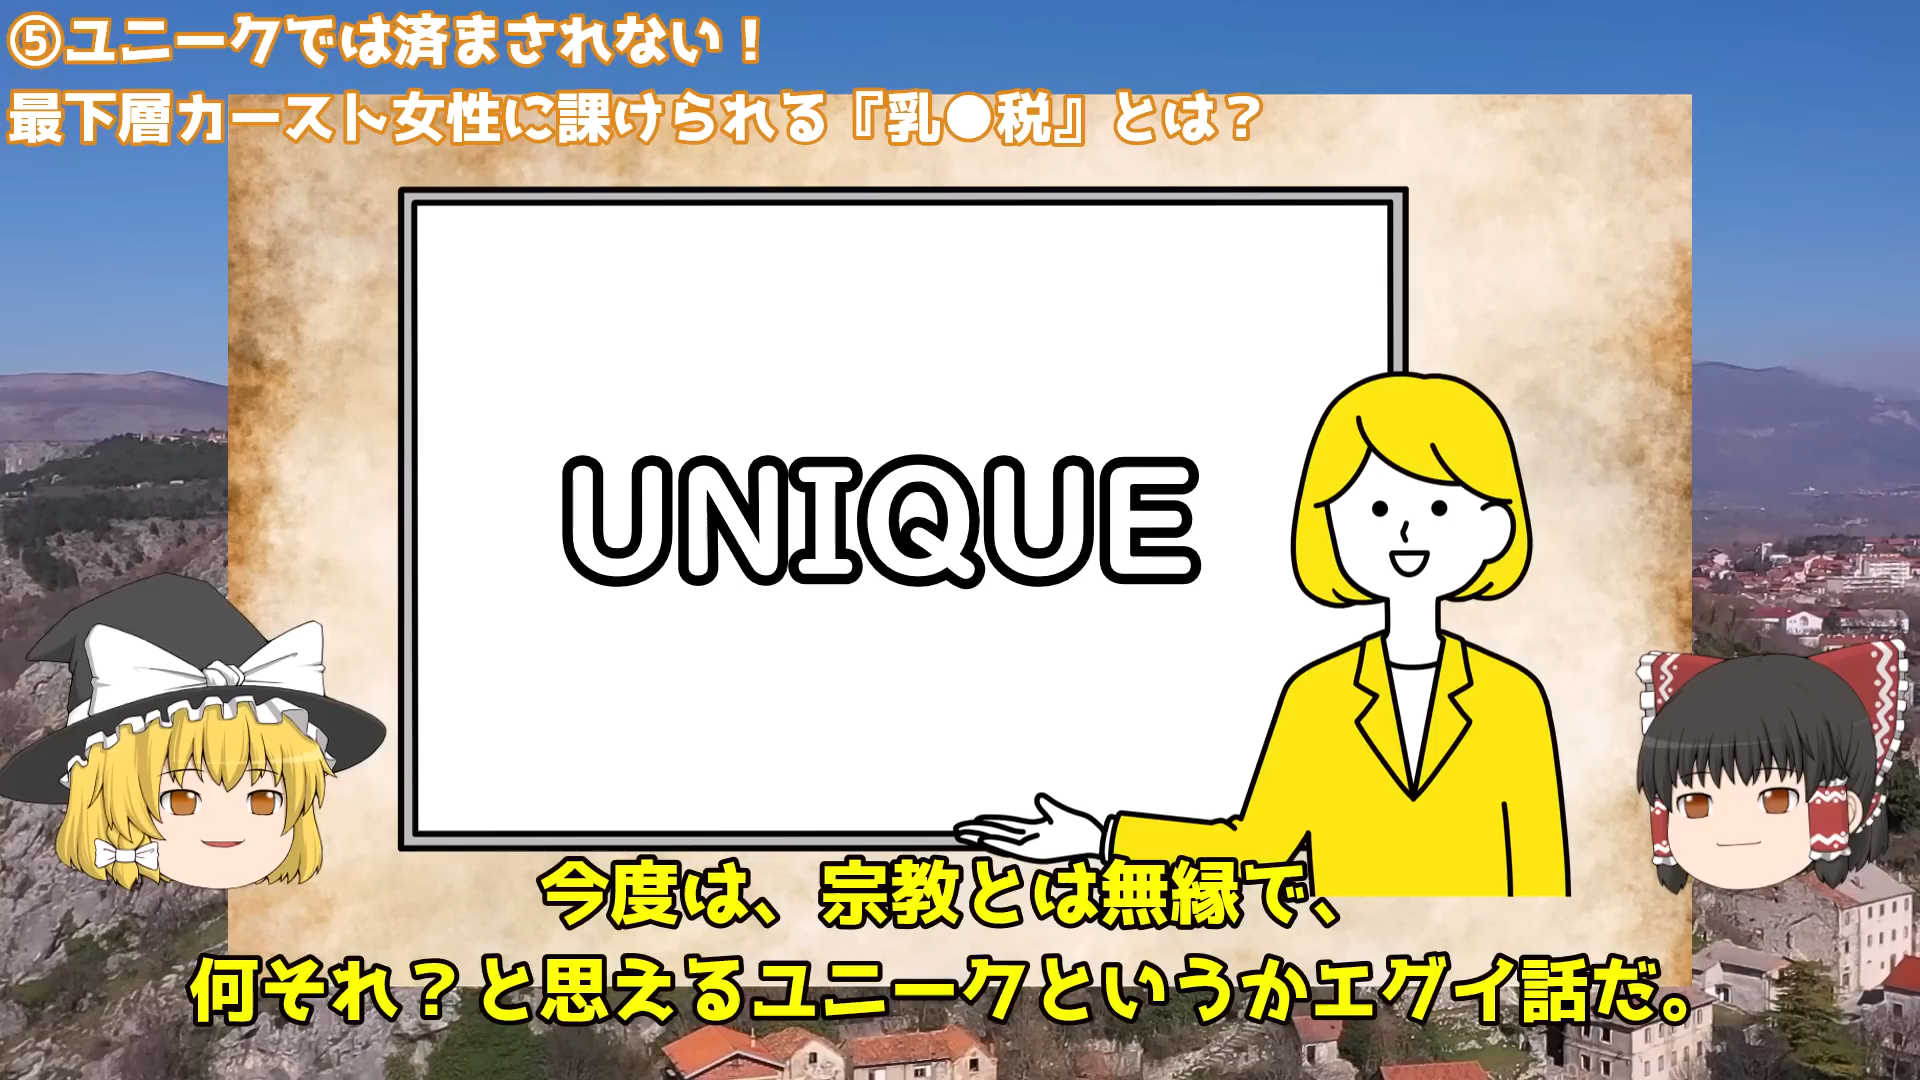 ⑤ユニークでは済まされない！
最下層カースト女性に課けられる『乳●税』とは？
UNIQUE
今度は、宗教とは無縁で、
何それ？と思えるユニークというかエグイ話だ。